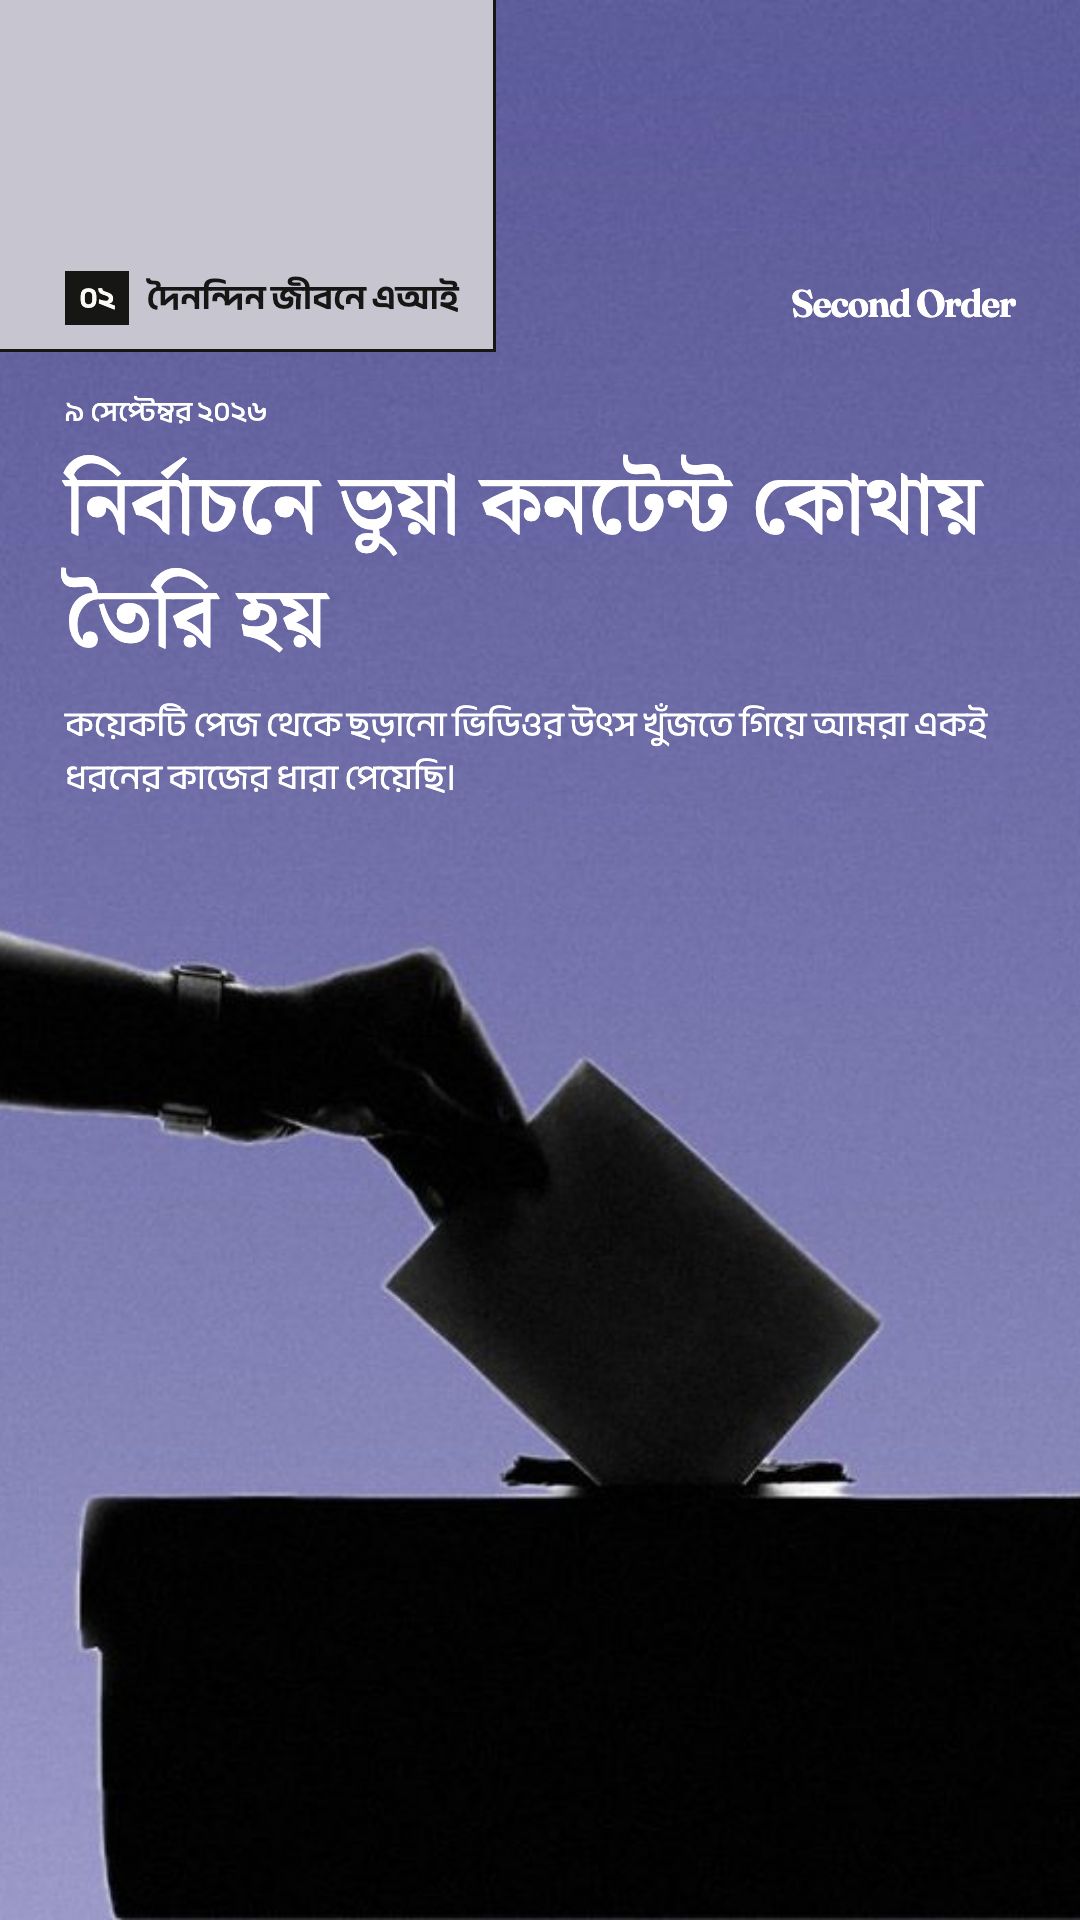 ০২ দৈনন্দিন জীবনে এআই
Second Order
৯ সেপ্টেম্বর ২০২৬
নির্বাচনে ভুয়া কনটেন্ট কোথায়
তৈরি হয়
কয়েকটি পেজ থেকে ছড়ানো ভিডিওর উৎস খুঁজতে গিয়ে আমরা একই
ধরনের কাজের ধারা পেয়েছি।